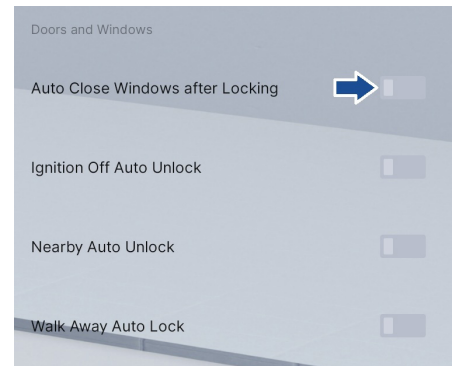 Doors and Windows
Auto Close Windows after Locking
Ignition Off Auto Unlock
Nearby Auto Unlock
Walk Away Auto Lock